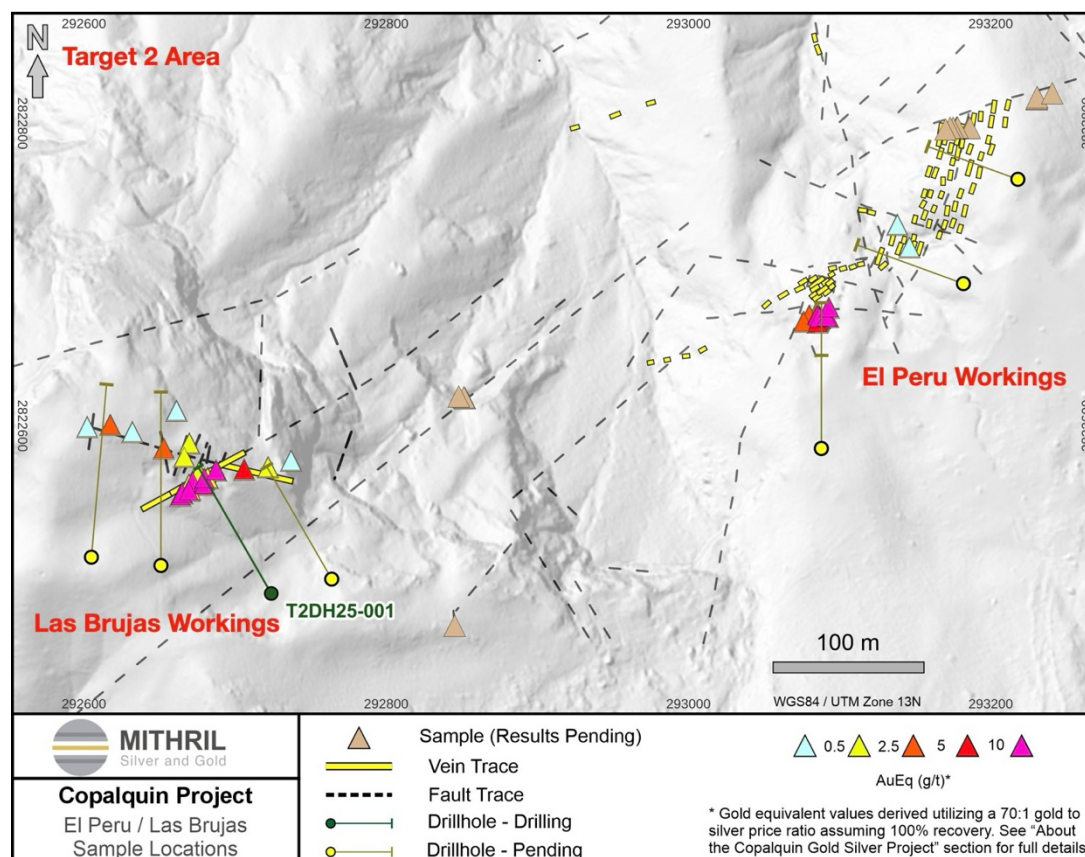 292600
292800
293000
293200
N
Target 2 Area
2822800
2822600
El Peru Workings
T2DH25-001
Las Brujas Workings
100 m
292600
292800
293000
293200
WGS84 / UTM Zone 13N
MITHRIL
Silver and Gold
Copalquin Project
El Peru / Las Brujas
Sample Locations
Sample (Results Pending)
Vein Trace
Fault Trace
Drillhole - Drilling
Drillhole - Pending
0.5
2.5
5
10
AuEq (g/t)*
* Gold equivalent values derived utilizing a 70:1 gold to
silver price ratio assuming 100% recovery. See “About
the Copalquin Gold Silver Project” section for full details